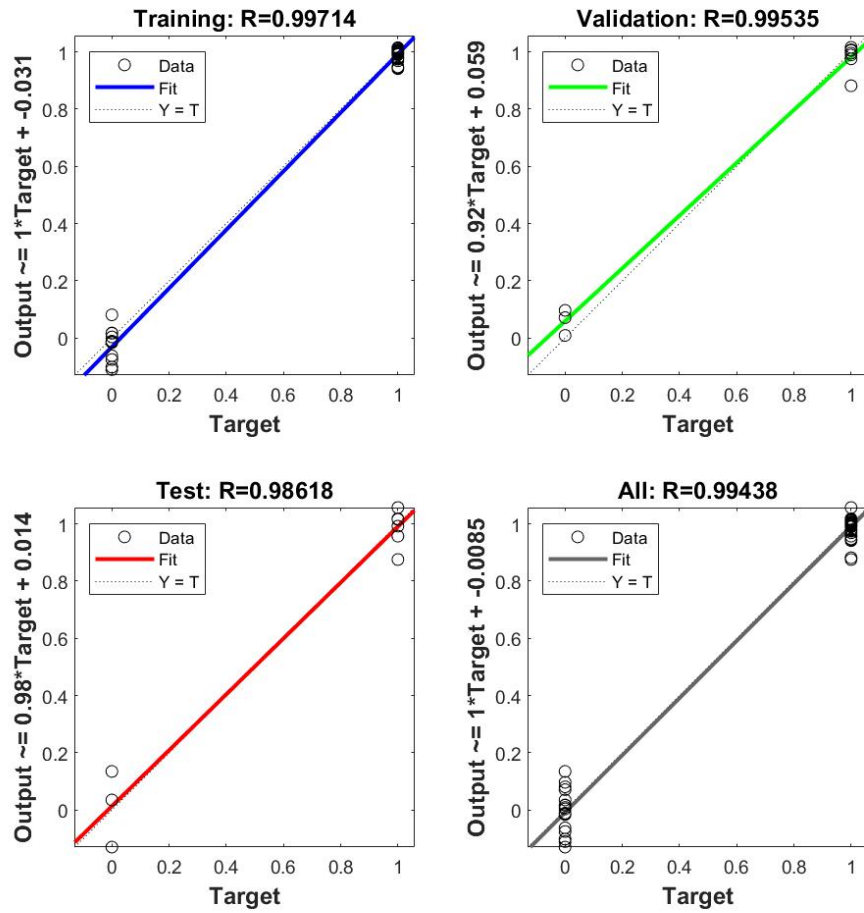 Training: R=0.99714
Output ~= 1*Target + -0.031
1
0.8
0.6
0.4
0.2
0
Data
Fit
Y = T
0 0.2 0.4 0.6 0.8 1
Target
Validation: R=0.99535
Output ~= 0.92*Target + 0.059
1
0.8
0.6
0.4
0.2
0
Data
Fit
Y = T
0 0.2 0.4 0.6 0.8 1
Target
Test: R=0.98618
Output ~= 0.98*Target + 0.014
1
0.8
0.6
0.4
0.2
0
Data
Fit
Y = T
0 0.2 0.4 0.6 0.8 1
Target
All: R=0.99438
Output ~= 1*Target + -0.0085
1
0.8
0.6
0.4
0.2
0
Data
Fit
Y = T
0 0.2 0.4 0.6 0.8 1
Target